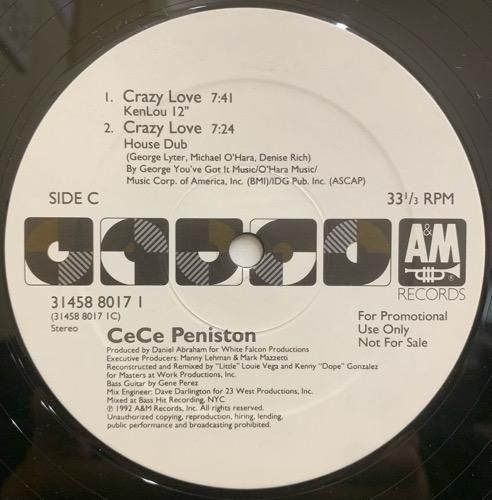 1. Crazy Love 7:41
KenLou 12"
2. Crazy Love 7:24
House Dub
(George Lyter, Michael O'Hara, Denise Rich)
By George You've Got It Music/O'Hara Music/
Music Corp. of America, Inc. (BMI)/IDG Pub. Inc. (ASCAP)
SIDE C
33 1/3 RPM
A&M
®
RECORDS
31458 8017 1
(31458 8017 1C)
Stereo
For Promotional
Use Only
Not For Sale
CeCe Peniston
Produced by Daniel Abraham for White Falcon Productions
Executive Producers: Manny Lehman & Mark Mazzetti
Reconstructed and Remixed by "Little" Louie Vega and Kenny "Dope" Gonzalez
for Masters at Work Productions, Inc.
Bass Guitar by Gene Perez
Mix Engineer: Dave Darlington for 23 West Productions, Inc.
Mixed at Bass Hit Recording, NYC
℗ 1992 A&M Records, Inc. All rights reserved.
Unauthorized copying, reproduction, hiring, lending,
public performance and broadcasting prohibited.